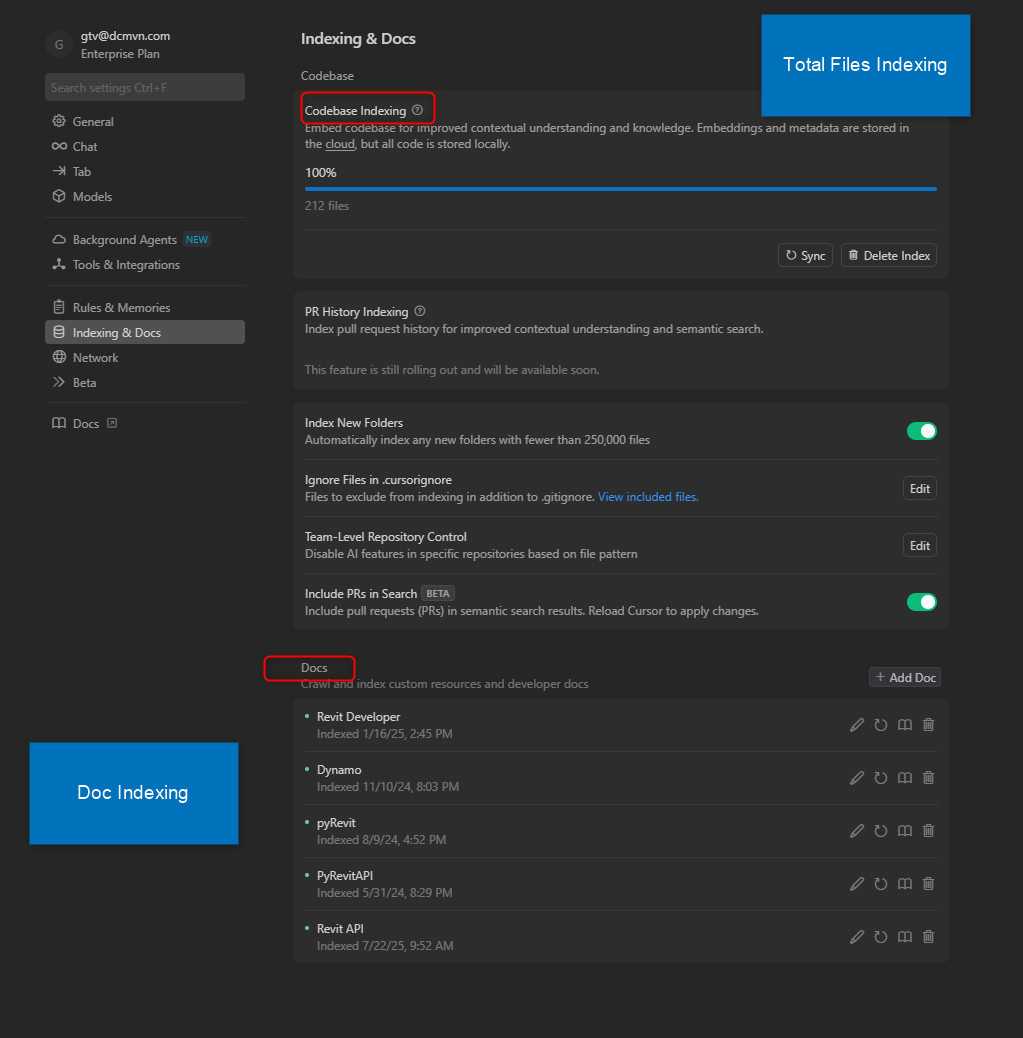 G
gtv@dcmvn.com
Enterprise Plan
Search settings Ctrl+F
General
Chat
Tab
Models
Background Agents NEW
Tools & Integrations
Rules & Memories
Indexing & Docs
Network
Beta
Docs
Indexing & Docs
Codebase
Total Files Indexing
Codebase Indexing
Embed codebase for improved contextual understanding and knowledge. Embeddings and metadata are stored in
the cloud, but all code is stored locally.
100%
212 files
Sync
Delete Index
PR History Indexing
Index pull request history for improved contextual understanding and semantic search.
This feature is still rolling out and will be available soon.
Index New Folders
Automatically index any new folders with fewer than 250,000 files
Ignore Files in .cursorignore
Files to exclude from indexing in addition to .gitignore. View included files.
Edit
Team-Level Repository Control
Disable AI features in specific repositories based on file pattern
Edit
Include PRs in Search BETA
Include pull requests (PRs) in semantic search results. Reload Cursor to apply changes.
Docs
Crawl and index custom resources and developer docs
+ Add Doc
Doc Indexing
Revit Developer
Indexed 1/16/25, 2:45 PM
Dynamo
Indexed 11/10/24, 8:03 PM
pyRevit
Indexed 8/9/24, 4:52 PM
PyRevitAPI
Indexed 5/31/24, 8:29 PM
Revit API
Indexed 7/22/25, 9:52 AM